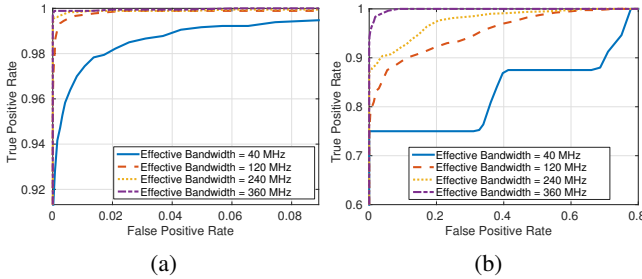 1
0.98
0.96
0.94
0.92
True Positive Rate
Effective Bandwidth = 40 MHz
Effective Bandwidth = 120 MHz
Effective Bandwidth = 240 MHz
Effective Bandwidth = 360 MHz
0
0.02
0.04
0.06
0.08
False Positive Rate
(a)
1
0.9
0.8
0.7
0.6
True Positive Rate
Effective Bandwidth = 40 MHz
Effective Bandwidth = 120 MHz
Effective Bandwidth = 240 MHz
Effective Bandwidth = 360 MHz
0
0.2
0.4
0.6
0.8
False Positive Rate
(b)